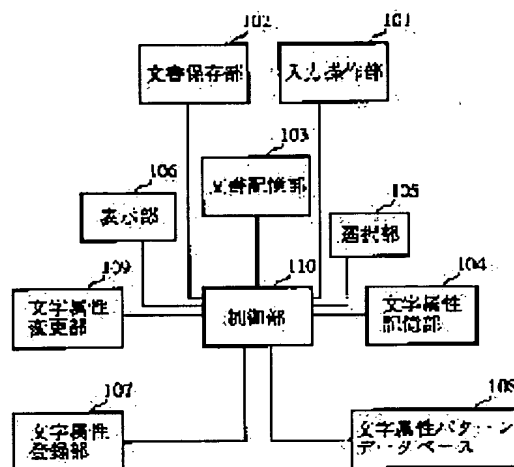 102
101
文書保存部
入力操作部
103
文書記憶部
106
表示部
105
選択部
110
制御部
109
文字属性
変更部
104
文字属性
記憶部
107
文字属性
登録部
108
文字属性パターン
データベース